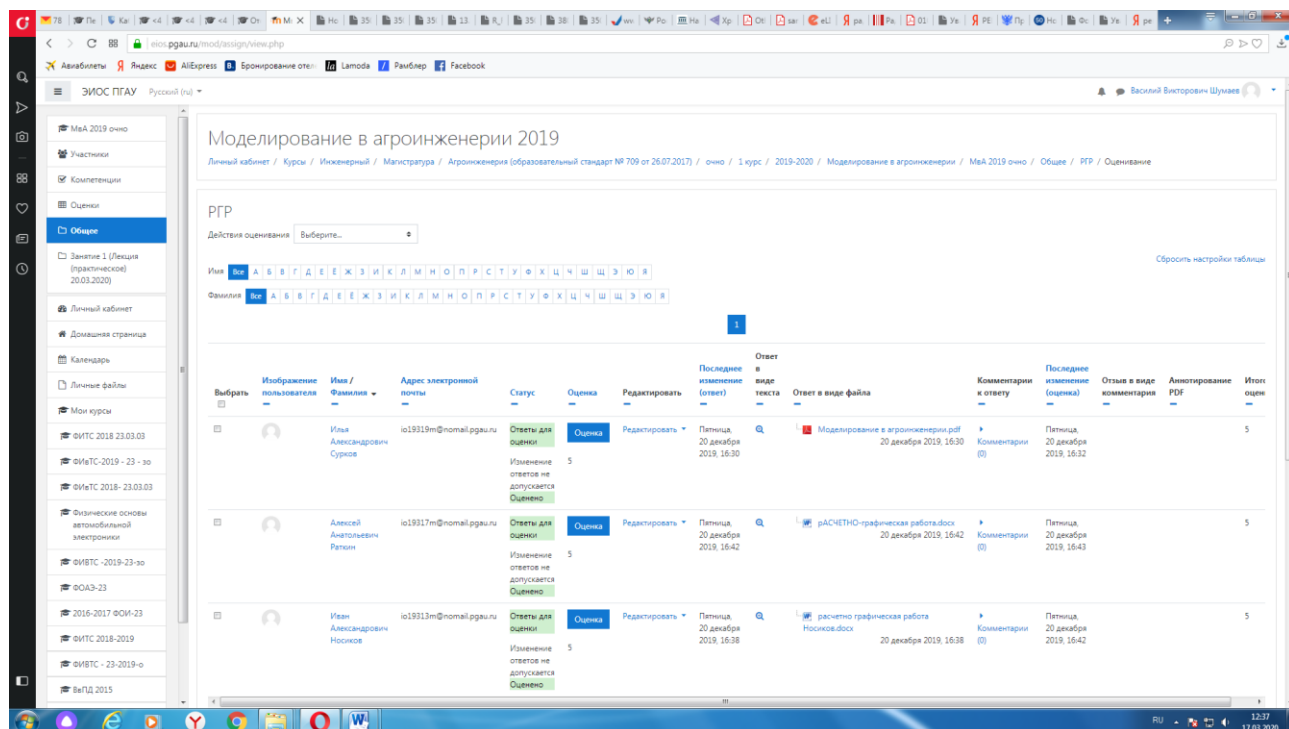 eios.pgau.ru/mod/assign/view.php
Авиабилеты Яндекс AliExpress Бронирование отел Lamoda Рамблер Facebook
ЭИОС ПГАУ Русский (ru)
Василий Викторович Шумаев
МвА 2019 очно
Участники
Компетенции
Оценки
Общее
Занятие 1 (Лекция
(практическое)
20.03.2020)
Личный кабинет
Домашняя страница
Календарь
Личные файлы
Мои курсы
ФИТС 2018 23.03.03
ФИвТС-2019 - 23 - зо
ФИвТС 2018- 23.03.03
Физические основы
автомобильной
электроники
ФИВТС -2019-23-зо
ФОАЭ-23
2016-2017 ФОИ-23
ФИТС 2018-2019
ФИВТС - 23-2019-о
ВвПД 2015
Моделирование в агроинженерии 2019
Личный кабинет / Курсы / Инженерный / Магистратура / Агроинженерия (образовательный стандарт № 709 от 26.07.2017) / очно / 1 курс / 2019-2020 / Моделирование в агроинженерии / МвА 2019 очно / Общее / РГР / Оценивание
РГР
Действия оценивания Выберите...
Сбросить настройки таблицы
Имя Все А Б В Г Д Е Ё Ж З И К Л М Н О П Р С Т У Ф Х Ц Ч Ш Щ Э Ю Я
Фамилия Все А Б В Г Д Е Ё Ж З И К Л М Н О П Р С Т У Ф Х Ц Ч Ш Щ Э Ю Я
1
Выбрать
Изображение
пользователя
Имя /
Фамилия
Адрес электронной
почты
Статус
Оценка
Редактировать
Последнее
изменение
(ответ)
Ответ
в
виде
текста
Ответ в виде файла
Комментарии
к ответу
Последнее
изменение
(оценка)
Отзыв в виде
комментария
Аннотирование
PDF
Итого
оцен
Илья
Александрович
Сурков
io19319m@nomail.pgau.ru
Ответы для
оценки
Изменение
ответов не
допускается
Оценено
Оценка
5
Редактировать
Пятница,
20 декабря
2019, 16:30
Моделирование в агроинженерии.pdf
20 декабря 2019, 16:30
Комментарии
(0)
Пятница,
20 декабря
2019, 16:32
5
Алексей
Анатольевич
Раткин
io19317m@nomail.pgau.ru
Ответы для
оценки
Изменение
ответов не
допускается
Оценено
Оценка
5
Редактировать
Пятница,
20 декабря
2019, 16:42
рАСЧЕТНО-графическая работа.docx
20 декабря 2019, 16:42
Комментарии
(0)
Пятница,
20 декабря
2019, 16:43
5
Иван
Александрович
Носиков
io19313m@nomail.pgau.ru
Ответы для
оценки
Изменение
ответов не
допускается
Оценено
Оценка
5
Редактировать
Пятница,
20 декабря
2019, 16:38
расчетно графическая работа
Носиков.docx
20 декабря 2019, 16:38
Комментарии
(0)
Пятница,
20 декабря
2019, 16:42
5
RU
12:37
17.03.2020